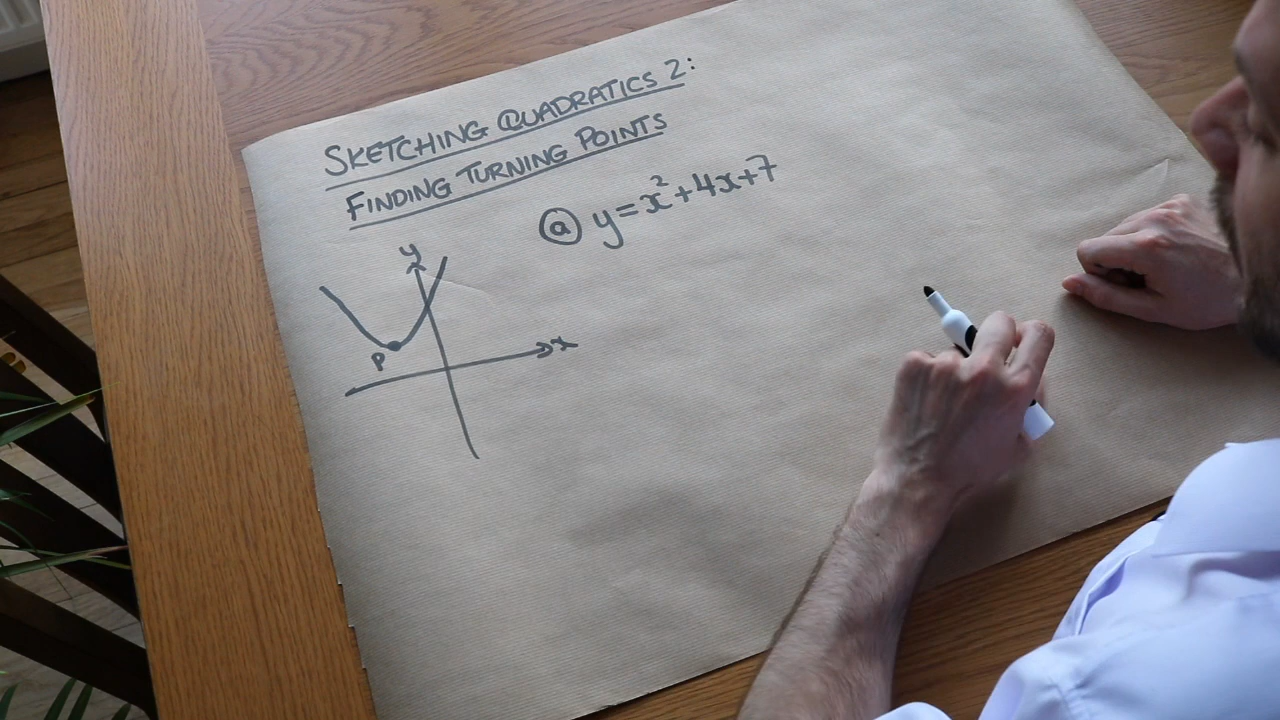 SKETCHING QUADRATICS 2:
FINDING TURNING POINTS
ⓐ y=x²+4x+7
y
x
P